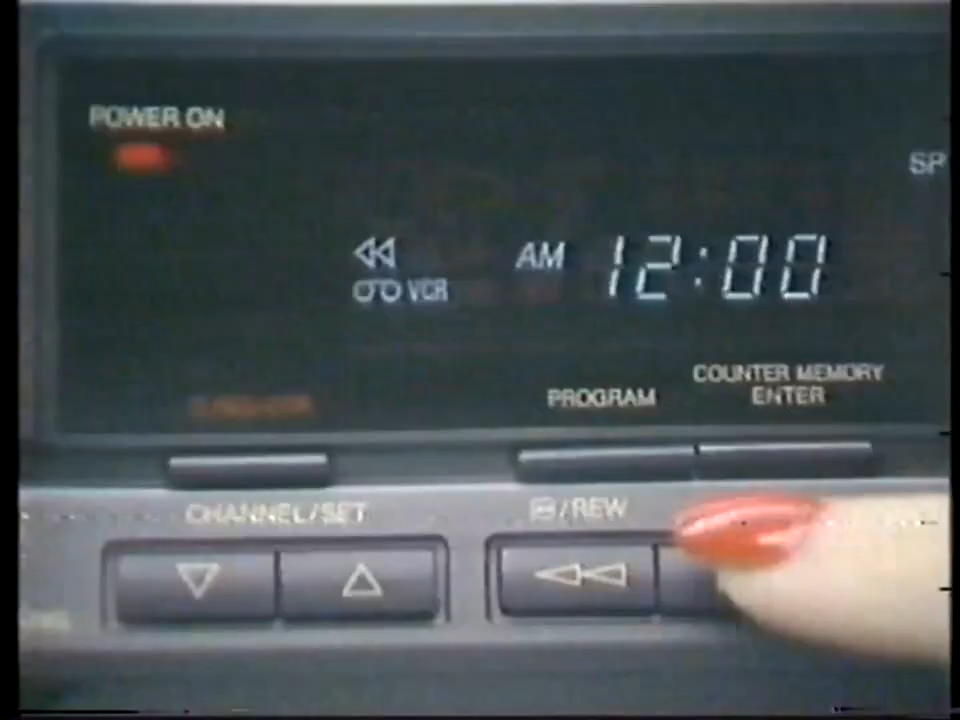 POWER ON
SP
AM 12:00
VCR
PROGRAM
COUNTER MEMORY
ENTER
CHANNEL/SET
/REW